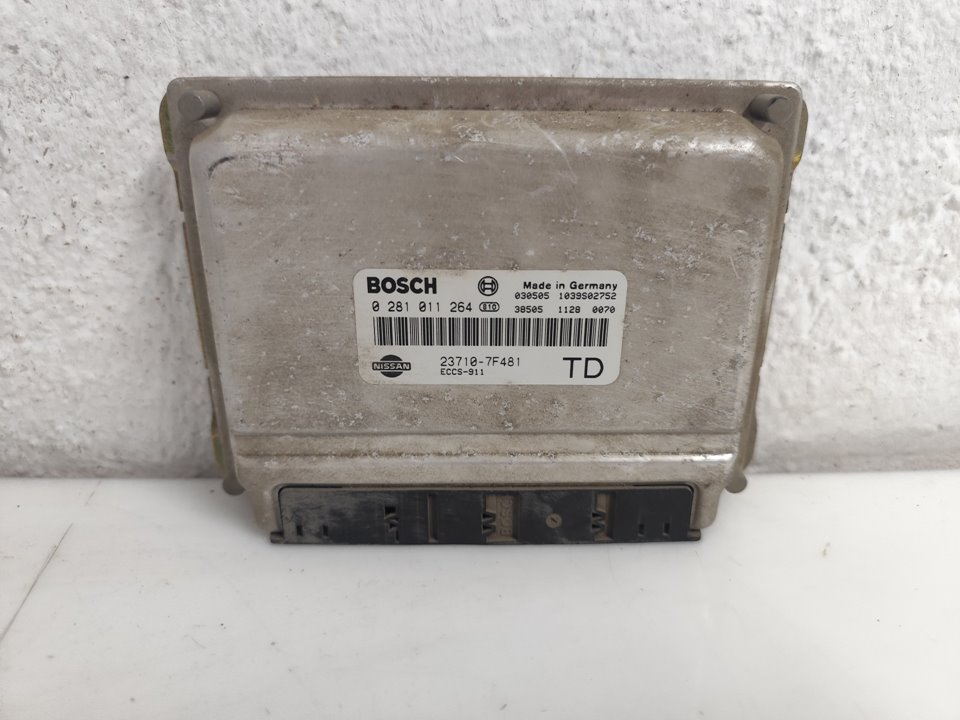 BOSCH Made in Germany
030505 1039S02752
0 281 011 264 810 38505 1128 0070
NISSAN 23710-7F481 TD
ECCS-911